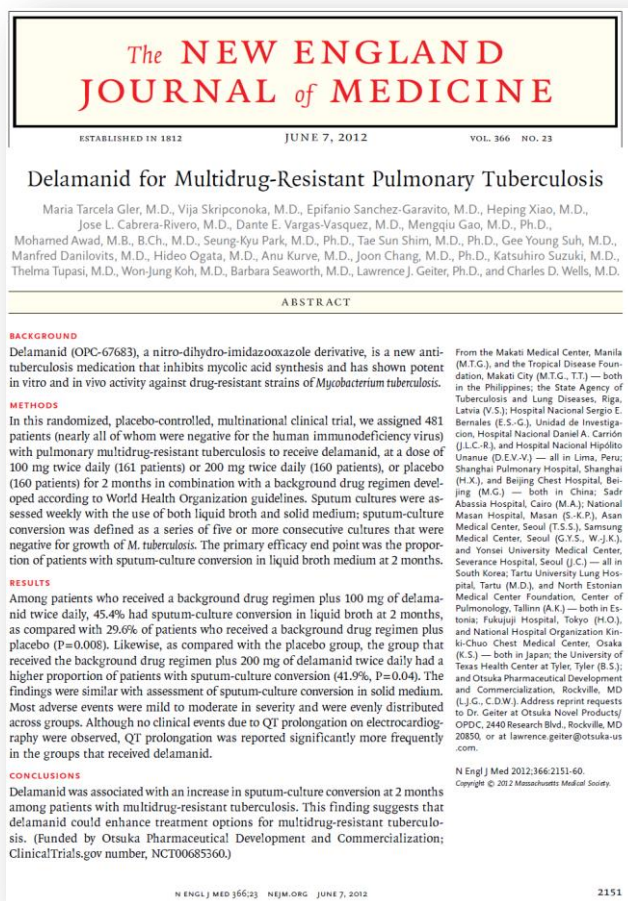 The NEW ENGLAND
JOURNAL of MEDICINE
ESTABLISHED IN 1812 JUNE 7, 2012 VOL. 366 NO. 23
Delamanid for Multidrug-Resistant Pulmonary Tuberculosis
Maria Tarcela Gler, M.D., Vija Skripconoka, M.D., Epifanio Sanchez-Garavito, M.D., Heping Xiao, M.D.,
Jose L. Cabrera-Rivero, M.D., Dante E. Vargas-Vasquez, M.D., Mengqiu Gao, M.D., Ph.D.,
Mohamed Awad, M.B., B.Ch., M.D., Seung-Kyu Park, M.D., Ph.D., Tae Sun Shim, M.D., Ph.D., Gee Young Suh, M.D.,
Manfred Danilovits, M.D., Hideo Ogata, M.D., Anu Kurve, M.D., Joon Chang, M.D., Ph.D., Katsuhiro Suzuki, M.D.,
Thelma Tupasi, M.D., Won-Jung Koh, M.D., Barbara Seaworth, M.D., Lawrence J. Geiter, Ph.D., and Charles D. Wells, M.D.
ABSTRACT
BACKGROUND
Delamanid (OPC-67683), a nitro-dihydro-imidazooxazole derivative, is a new anti-
tuberculosis medication that inhibits mycolic acid synthesis and has shown potent
in vitro and in vivo activity against drug-resistant strains of Mycobacterium tuberculosis.
METHODS
In this randomized, placebo-controlled, multinational clinical trial, we assigned 481
patients (nearly all of whom were negative for the human immunodeficiency virus)
with pulmonary multidrug-resistant tuberculosis to receive delamanid, at a dose of
100 mg twice daily (161 patients) or 200 mg twice daily (160 patients), or placebo
(160 patients) for 2 months in combination with a background drug regimen devel-
oped according to World Health Organization guidelines. Sputum cultures were as-
sessed weekly with the use of both liquid broth and solid medium; sputum-culture
conversion was defined as a series of five or more consecutive cultures that were
negative for growth of M. tuberculosis. The primary efficacy end point was the propor-
tion of patients with sputum-culture conversion in liquid broth medium at 2 months.
RESULTS
Among patients who received a background drug regimen plus 100 mg of delama-
nid twice daily, 45.4% had sputum-culture conversion in liquid broth at 2 months,
as compared with 29.6% of patients who received a background drug regimen plus
placebo (P=0.008). Likewise, as compared with the placebo group, the group that
received the background drug regimen plus 200 mg of delamanid twice daily had a
higher proportion of patients with sputum-culture conversion (41.9%, P=0.04). The
findings were similar with assessment of sputum-culture conversion in solid medium.
Most adverse events were mild to moderate in severity and were evenly distributed
across groups. Although no clinical events due to QT prolongation on electrocardiog-
raphy were observed, QT prolongation was reported significantly more frequently
in the groups that received delamanid.
CONCLUSIONS
Delamanid was associated with an increase in sputum-culture conversion at 2 months
among patients with multidrug-resistant tuberculosis. This finding suggests that
delamanid could enhance treatment options for multidrug-resistant tuberculo-
sis. (Funded by Otsuka Pharmaceutical Development and Commercialization;
ClinicalTrials.gov number, NCT00685360.)
From the Makati Medical Center, Manila
(M.T.G.), and the Tropical Disease Foun-
dation, Makati City (M.T.G., T.T.) — both
in the Philippines; the State Agency of
Tuberculosis and Lung Diseases, Riga,
Latvia (V.S.); Hospital Nacional Sergio E.
Bernales (E.S.-G.), Unidad de Investiga-
cion, Hospital Nacional Daniel A. Carrión
(J.L.C.-R.), and Hospital Nacional Hipólito
Unanue (D.E.V.-V.) — all in Lima, Peru;
Shanghai Pulmonary Hospital, Shanghai
(H.X.), and Beijing Chest Hospital, Bei-
jing (M.G.) — both in China; Sadr
Abassia Hospital, Cairo (M.A.); National
Masan Hospital, Masan (S.-K.P.), Asan
Medical Center, Seoul (T.S.S.), Samsung
Medical Center, Seoul (G.Y.S., W.-J.K.),
and Yonsei University Medical Center,
Severance Hospital, Seoul (J.C.) — all in
South Korea; Tartu University Lung Hos-
pital, Tartu (M.D.), and North Estonian
Medical Center Foundation, Center of
Pulmonology, Tallinn (A.K.) — both in Es-
tonia; Fukujuji Hospital, Tokyo (H.O.),
and National Hospital Organization Kin-
ki-Chuo Chest Medical Center, Osaka
(K.S.) — both in Japan; the University of
Texas Health Center at Tyler, Tyler (B.S.);
and Otsuka Pharmaceutical Development
and Commercialization, Rockville, MD
(L.J.G., C.D.W.). Address reprint requests
to Dr. Geiter at Otsuka Novel Products/
OPDC, 2440 Research Blvd., Rockville, MD
20850, or at lawrence.geiter@otsuka-us
.com.
N Engl J Med 2012;366:2151-60.
Copyright © 2012 Massachusetts Medical Society.
N ENGL J MED 366;23 NEJM.ORG JUNE 7, 2012 2151